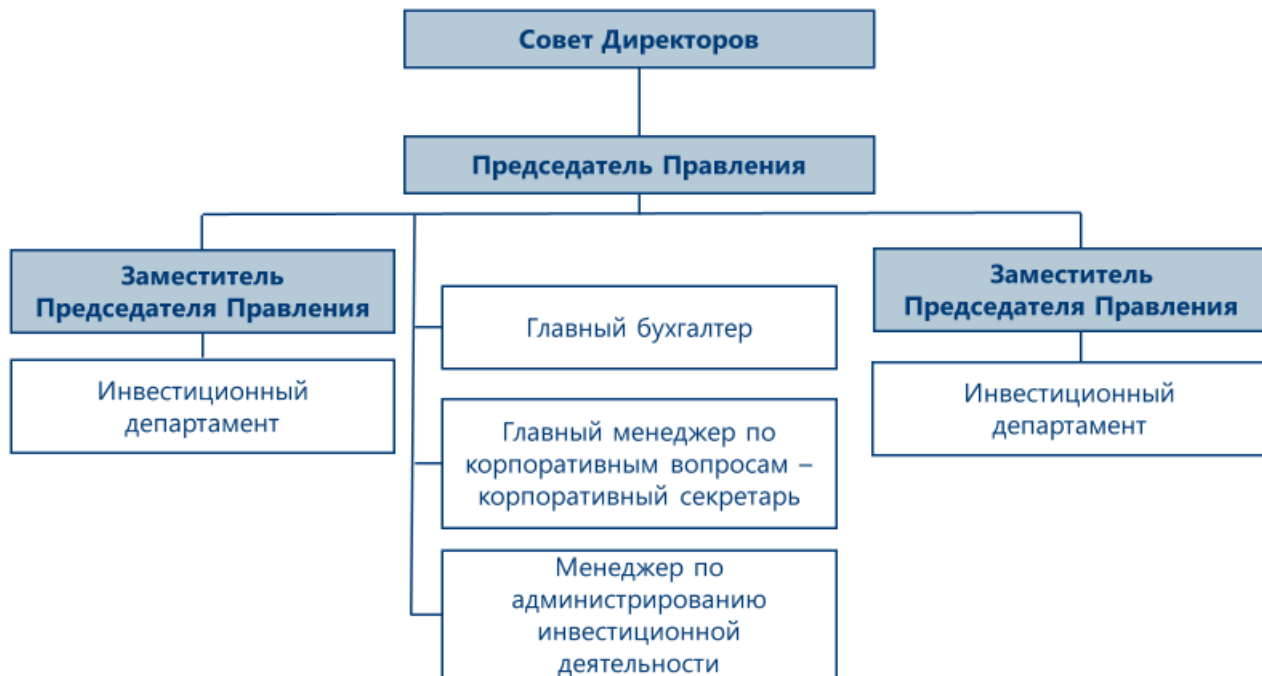 Совет Директоров
Председатель Правления
Заместитель
Председателя Правления
Инвестиционный
департамент
Главный бухгалтер
Главный менеджер по
корпоративным вопросам –
корпоративный секретарь
Менеджер по
администрированию
инвестиционной
деятельности
Заместитель
Председателя Правления
Инвестиционный
департамент